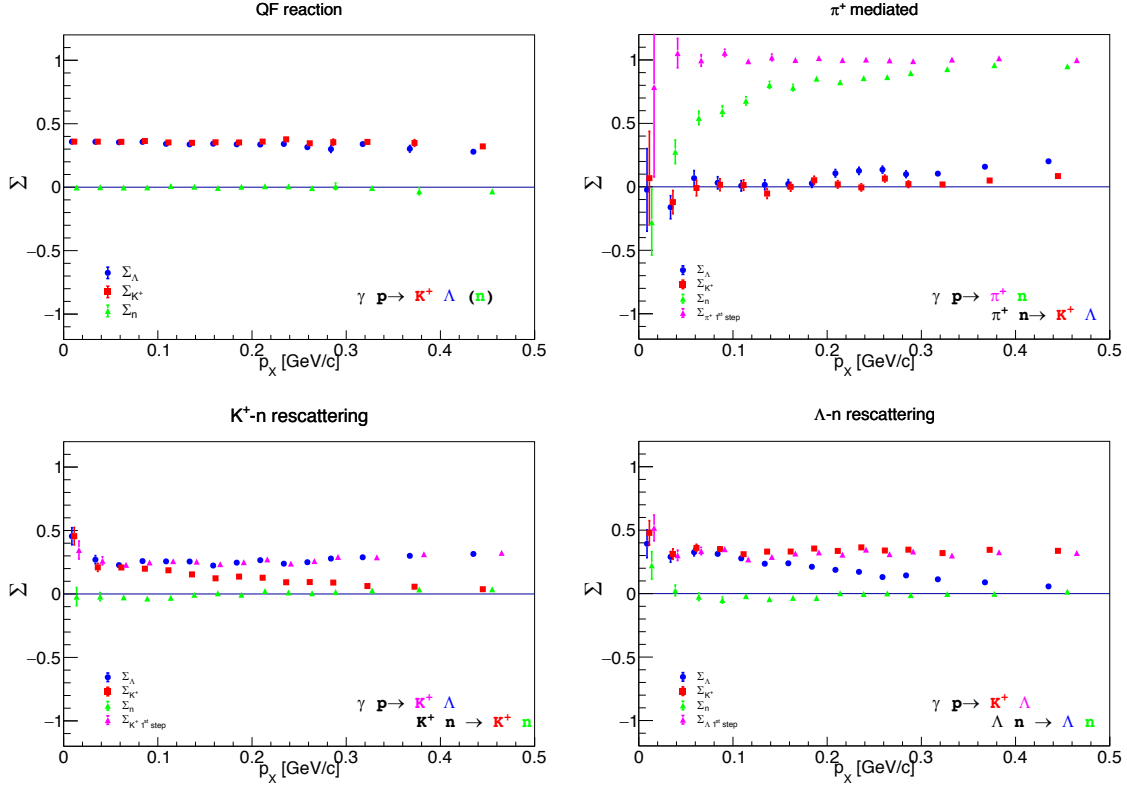 QF reaction
Σ
1
0.5
0
−0.5
−1
Σ_Λ
Σ_K⁺
Σ_n
γ p→ K⁺ Λ (n)
0 0.1 0.2 0.3 0.4 0.5
p_X [GeV/c]
π⁺ mediated
Σ
1
0.5
0
−0.5
−1
Σ_Λ
Σ_K⁺
Σ_n
Σ_π⁺ 1ˢᵗ step
γ p→ π⁺ n
π⁺ n→ K⁺ Λ
0 0.1 0.2 0.3 0.4 0.5
p_X [GeV/c]
K⁺-n rescattering
Σ
1
0.5
0
−0.5
−1
Σ_Λ
Σ_K⁺
Σ_n
Σ_K⁺ 1ˢᵗ step
γ p→ K⁺ Λ
K⁺ n → K⁺ n
0 0.1 0.2 0.3 0.4 0.5
p_X [GeV/c]
Λ-n rescattering
Σ
1
0.5
0
−0.5
−1
Σ_Λ
Σ_K⁺
Σ_n
Σ_Λ 1ˢᵗ step
γ p→ K⁺ Λ
Λ n → Λ n
0 0.1 0.2 0.3 0.4 0.5
p_X [GeV/c]